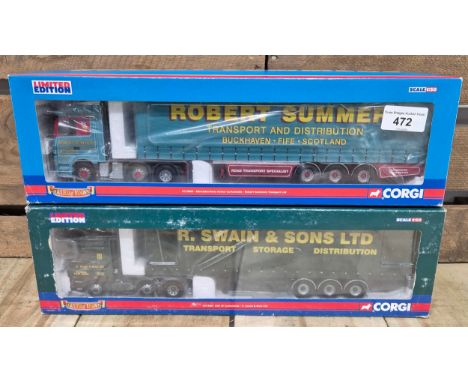 LIMITED
EDITION
SCALE 1:50
ROBERT SUMMER
TRANSPORT AND DISTRIBUTION
BUCKHAVEN · FIFE · SCOTLAND
472
ROAD TRANSPORT SPECIALIST
CORGI
EDITION
SCALE 1:50
R. SWAIN & SONS LTD
TRANSPORT STORAGE DISTRIBUTION
CORGI